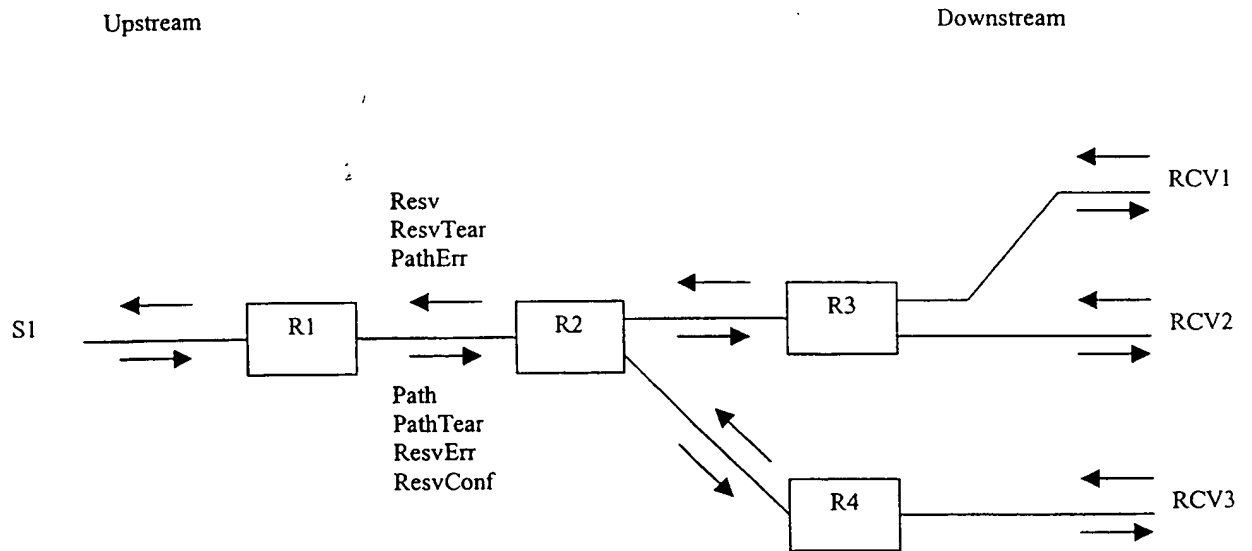 Upstream
Downstream
RCV1
Resv
ResvTear
PathErr
S1
R1
R2
R3
RCV2
Path
PathTear
ResvErr
ResvConf
R4
RCV3